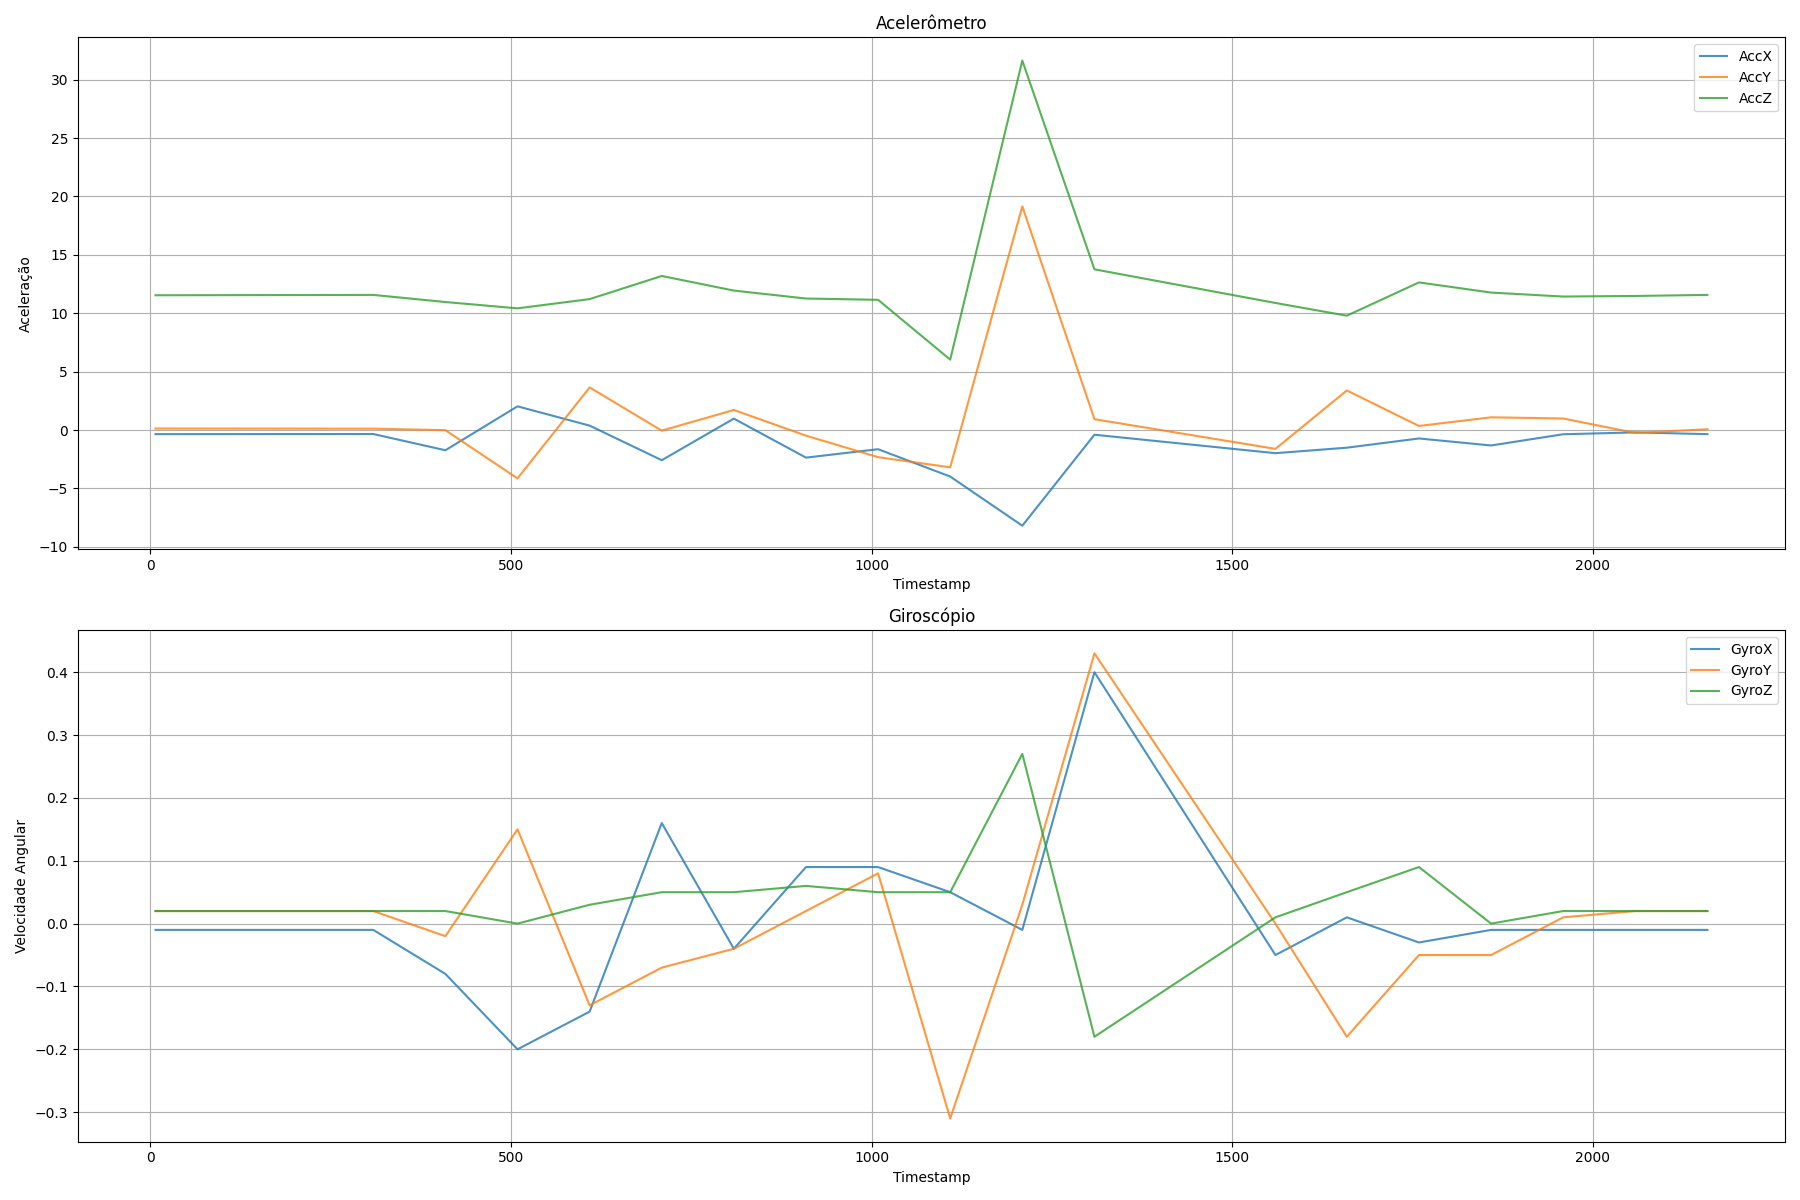 Acelerômetro
AccX
AccY
AccZ
30
25
20
15
10
5
0
−5
−10
Aceleração
0 500 1000 1500 2000
Timestamp
Giroscópio
GyroX
GyroY
GyroZ
0.4
0.3
0.2
0.1
0.0
−0.1
−0.2
−0.3
Velocidade Angular
0 500 1000 1500 2000
Timestamp